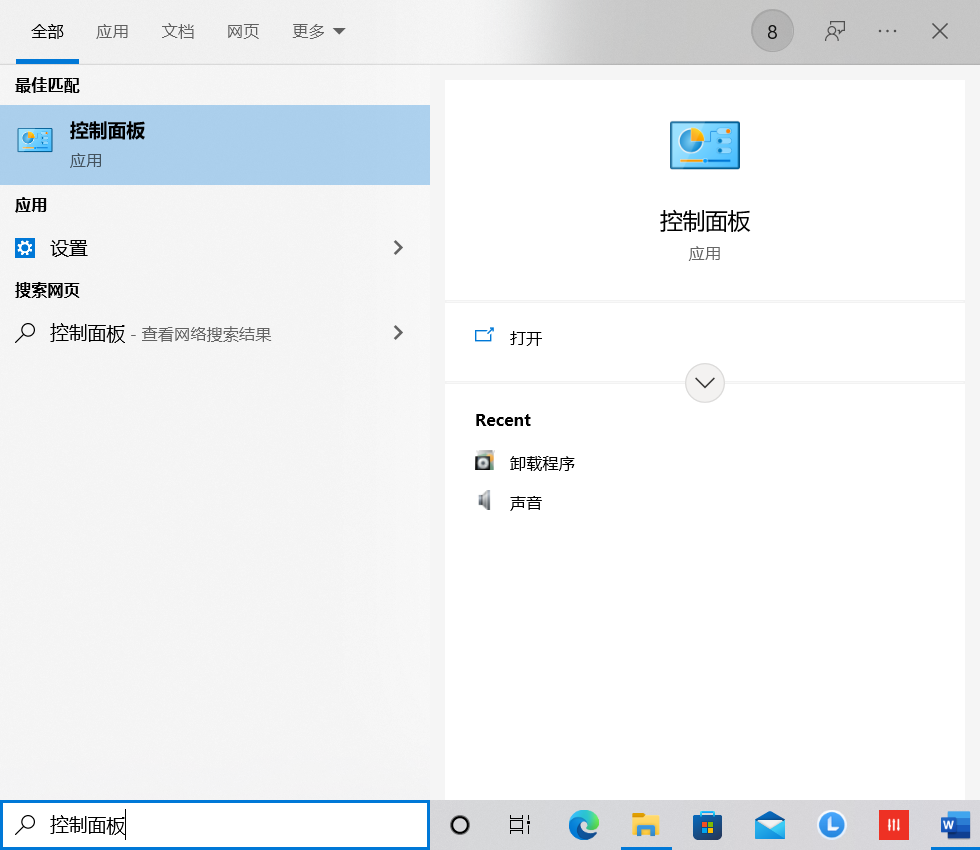 全部 应用 文档 网页 更多 8
最佳匹配
控制面板
应用
应用
设置
搜索网页
控制面板 - 查看网络搜索结果
控制面板
应用
打开
Recent
卸载程序
声音
控制面板